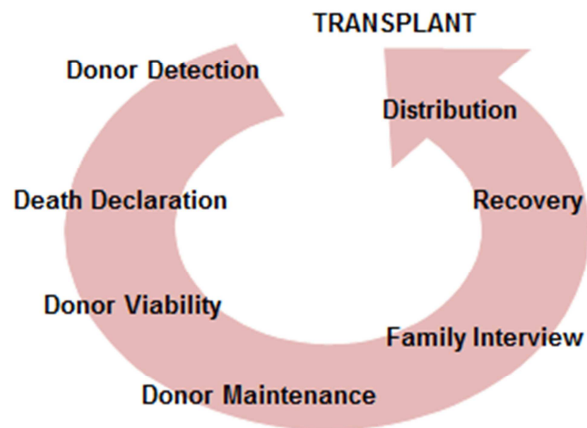 TRANSPLANT
Donor Detection
Distribution
Death Declaration
Recovery
Donor Viability
Family Interview
Donor Maintenance